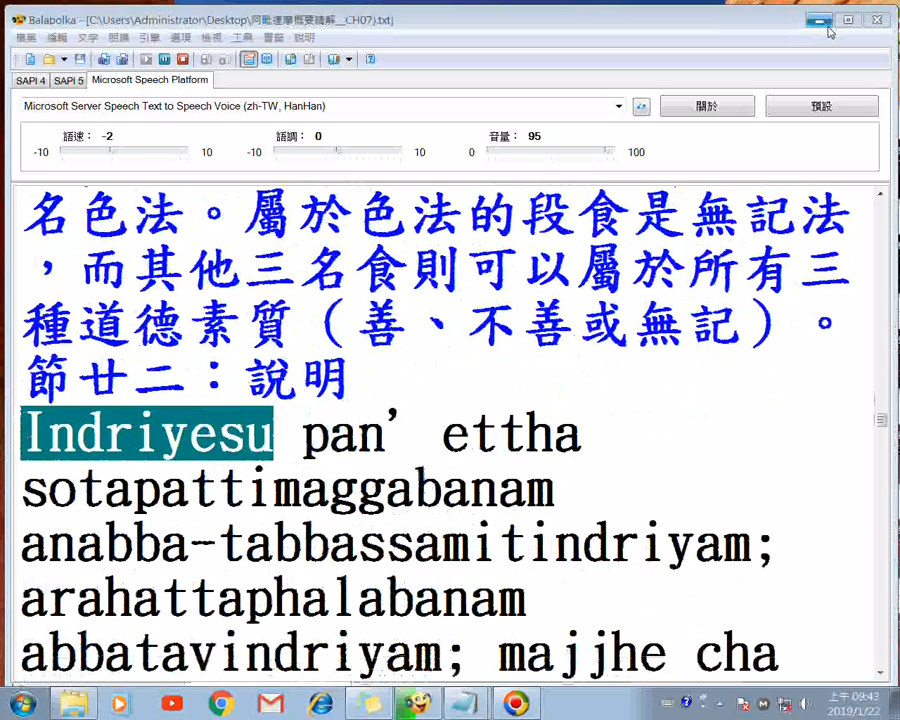 Balabolka - [C:\Users\Administrator\Desktop\阿毗達摩概要精解__CH07).txt]
檔案 編輯 文字 朗讀 引單 選項 檢視 工具 書籤 說明
SAPI 4 SAPI 5 Microsoft Speech Platform
Microsoft Server Speech Text to Speech Voice (zh-TW, HanHan) 關於 預設
語速： -2 語調： 0 音量： 95
-10 10 -10 10 0 100
名色法。屬於色法的段食是無記法
，而其他三名食則可以屬於所有三
種道德素質（善、不善或無記）。
節廿二：說明
Indriyesu pan’ ettha
sotapattimaggabanam
anabba-tabbassamitindriyam;
arahattaphalabanam
abbatavindriyam; majjhe cha
上午 09:43
2019/1/22